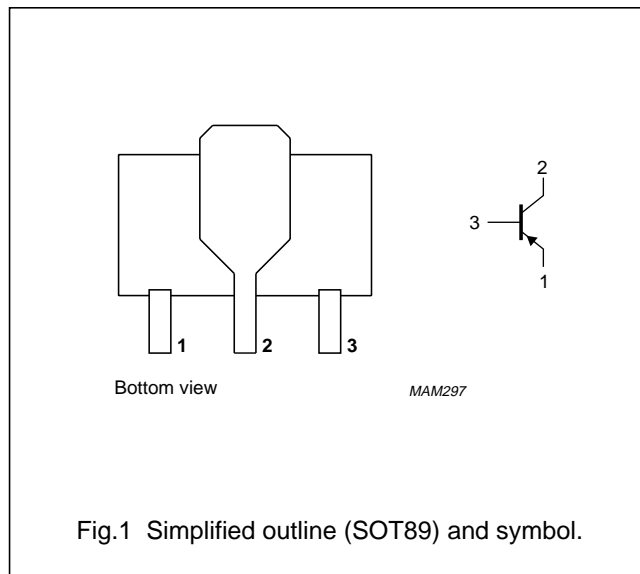 2
3
1
1 2 3
Bottom view MAM297
Fig.1 Simplified outline (SOT89) and symbol.